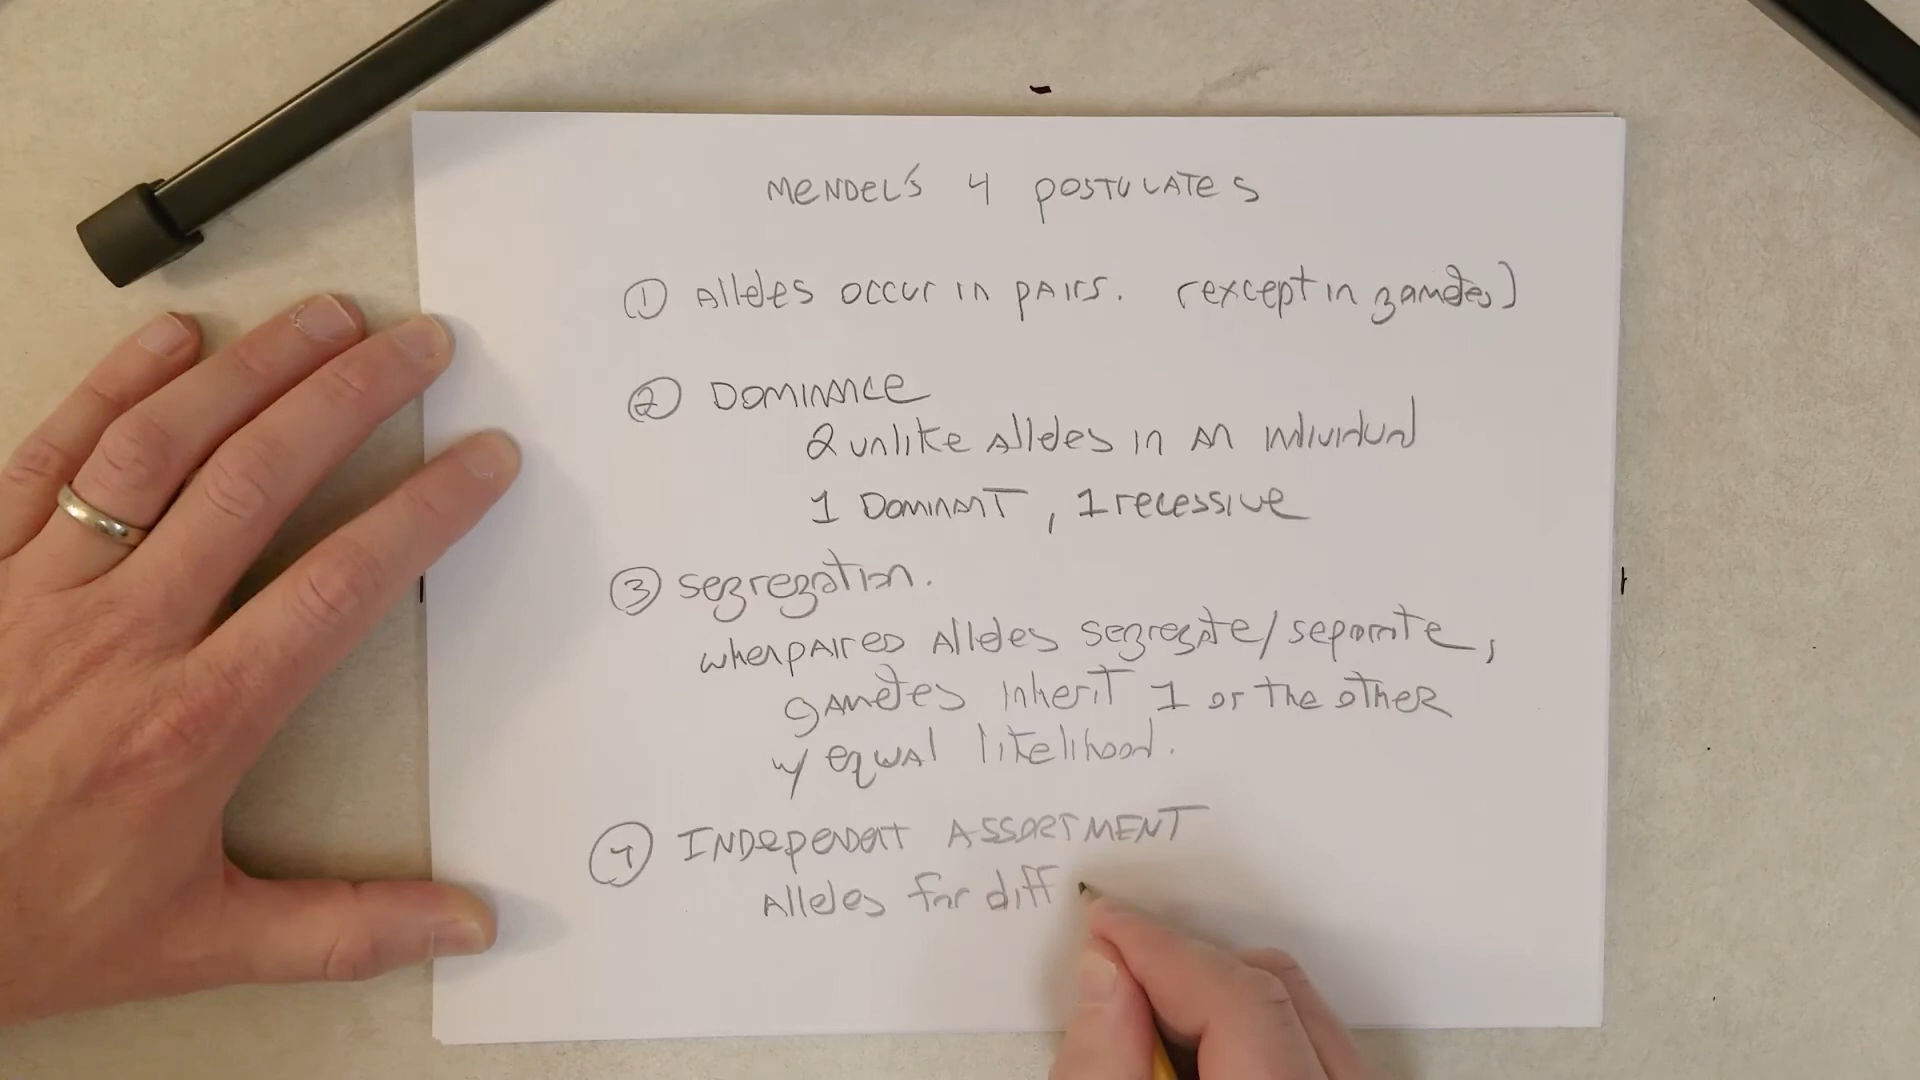 MENDEL'S 4 POSTULATES
① Alleles occur in pairs. (except in gametes)
② DOMINANCE
2 unlike Alleles in an individual
1 DOMINANT, 1 recessive
③ segregation.
when PAIRED Alleles segregate/separate,
gametes inherit 1 or the other
w/ equal likelihood.
④ INDEPENDENT ASSORTMENT
Alleles for diff